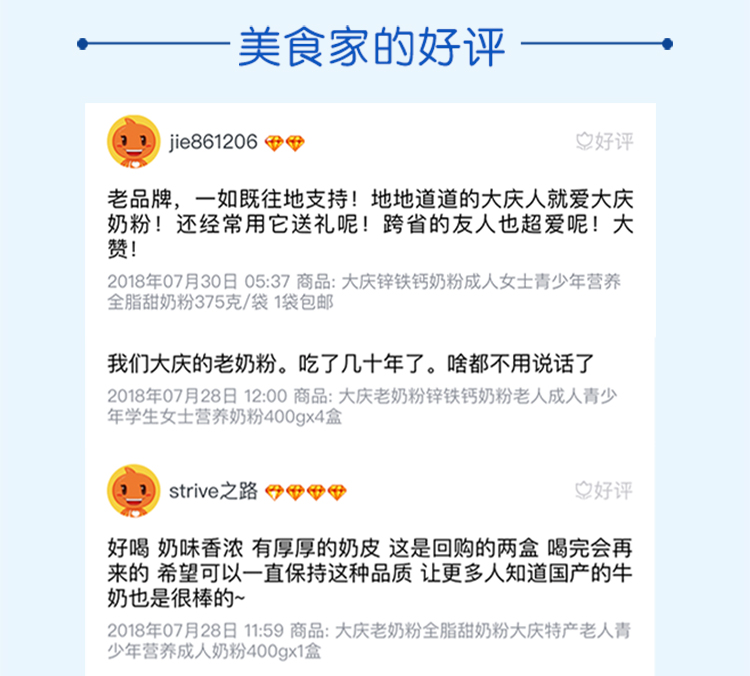 美食家的好评
jie861206 好评
老品牌，一如既往地支持！地地道道的大庆人就爱大庆
奶粉！还经常用它送礼呢！跨省的友人也超爱呢！大
赞！
2018年07月30日 05:37 商品: 大庆锌铁钙奶粉成人女士青少年营养
全脂甜奶粉375克/袋 1袋包邮
我们大庆的老奶粉。吃了几十年了。啥都不用说话了
2018年07月28日 12:00 商品: 大庆老奶粉锌铁钙奶粉老人成人青少
年学生女士营养奶粉400gx4盒
strive之路 好评
好喝 奶味香浓 有厚厚的奶皮 这是回购的两盒 喝完会再
来的 希望可以一直保持这种品质 让更多人知道国产的牛
奶也是很棒的~
2018年07月28日 11:59 商品: 大庆老奶粉全脂甜奶粉大庆特产老人青
少年营养成人奶粉400gx1盒